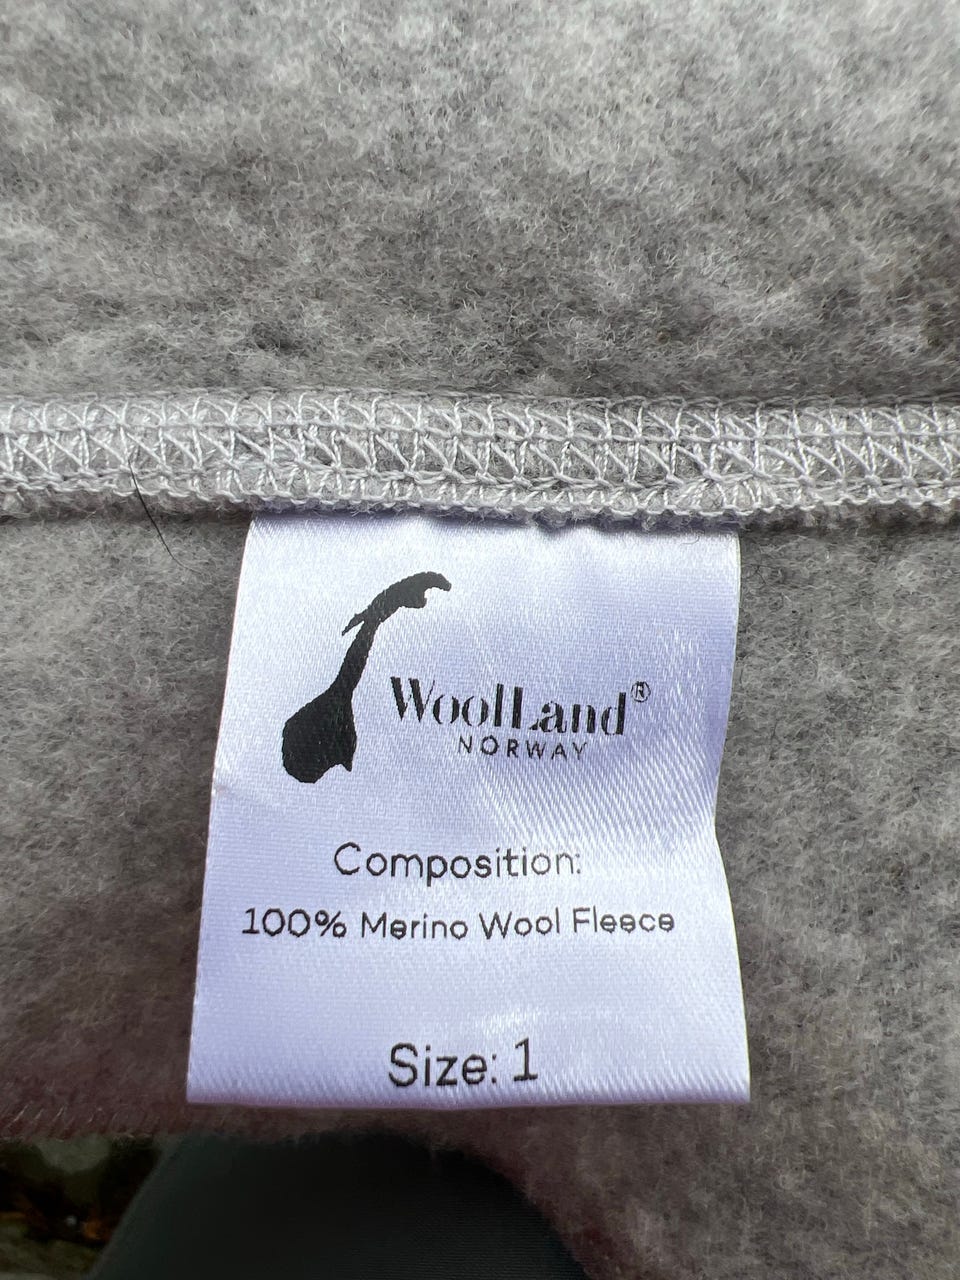 WoolLand®
NORWAY
Composition:
100% Merino Wool Fleece
Size: 1